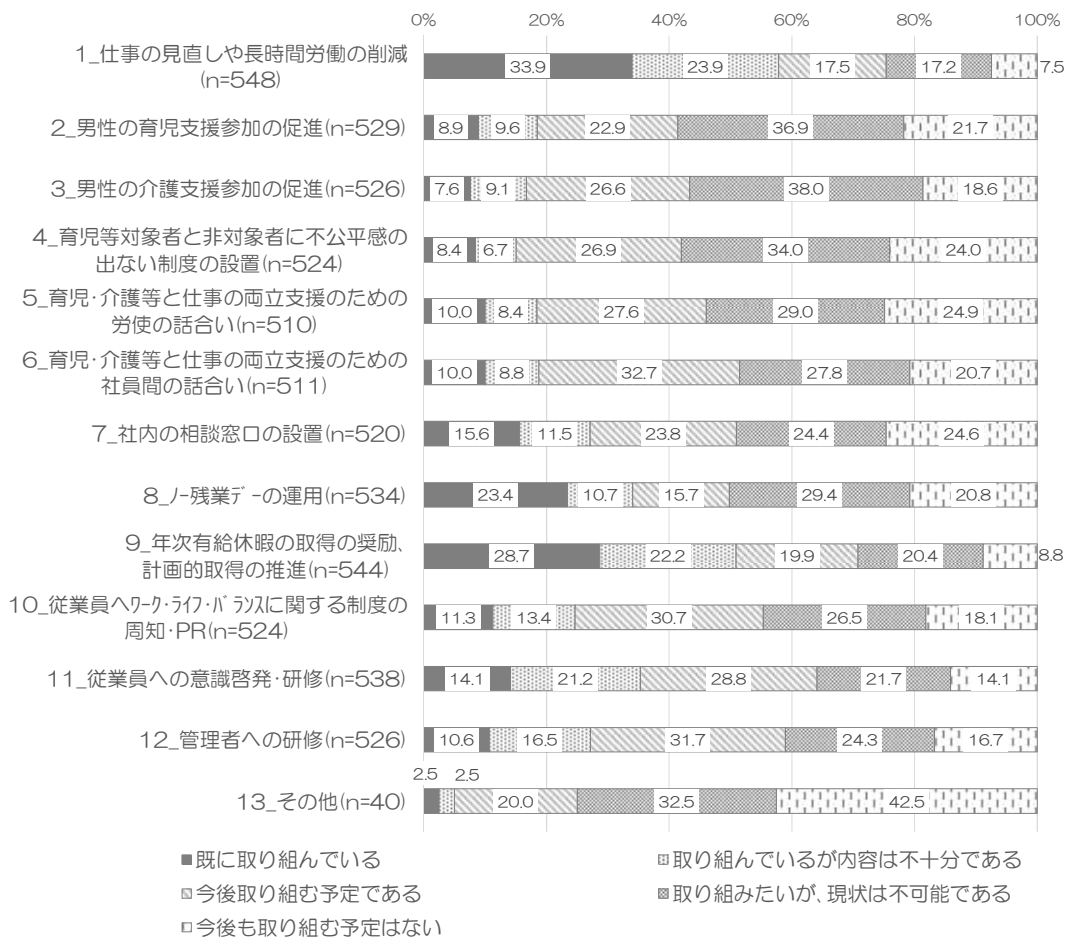 0% 20% 40% 60% 80% 100%
1_仕事の見直しや長時間労働の削減
(n=548)
33.9 23.9 17.5 17.2 7.5
2_男性の育児支援参加の促進(n=529)
8.9 9.6 22.9 36.9 21.7
3_男性の介護支援参加の促進(n=526)
7.6 9.1 26.6 38.0 18.6
4_育児等対象者と非対象者に不公平感の
出ない制度の設置(n=524)
8.4 6.7 26.9 34.0 24.0
5_育児・介護等と仕事の両立支援のための
労使の話合い(n=510)
10.0 8.4 27.6 29.0 24.9
6_育児・介護等と仕事の両立支援のための
社員間の話合い(n=511)
10.0 8.8 32.7 27.8 20.7
7_社内の相談窓口の設置(n=520)
15.6 11.5 23.8 24.4 24.6
8_ノー残業ﾃﾞｰの運用(n=534)
23.4 10.7 15.7 29.4 20.8
9_年次有給休暇の取得の奨励、
計画的取得の推進(n=544)
28.7 22.2 19.9 20.4 8.8
10_従業員へﾜｰｸ・ﾗｲﾌ・ﾊﾞﾗﾝｽに関する制度の
周知・PR(n=524)
11.3 13.4 30.7 26.5 18.1
11_従業員への意識啓発・研修(n=538)
14.1 21.2 28.8 21.7 14.1
12_管理者への研修(n=526)
10.6 16.5 31.7 24.3 16.7
13_その他(n=40)
2.5 2.5 20.0 32.5 42.5
既に取り組んでいる
取り組んでいるが内容は不十分である
今後取り組む予定である
取り組みたいが、現状は不可能である
今後も取り組む予定はない